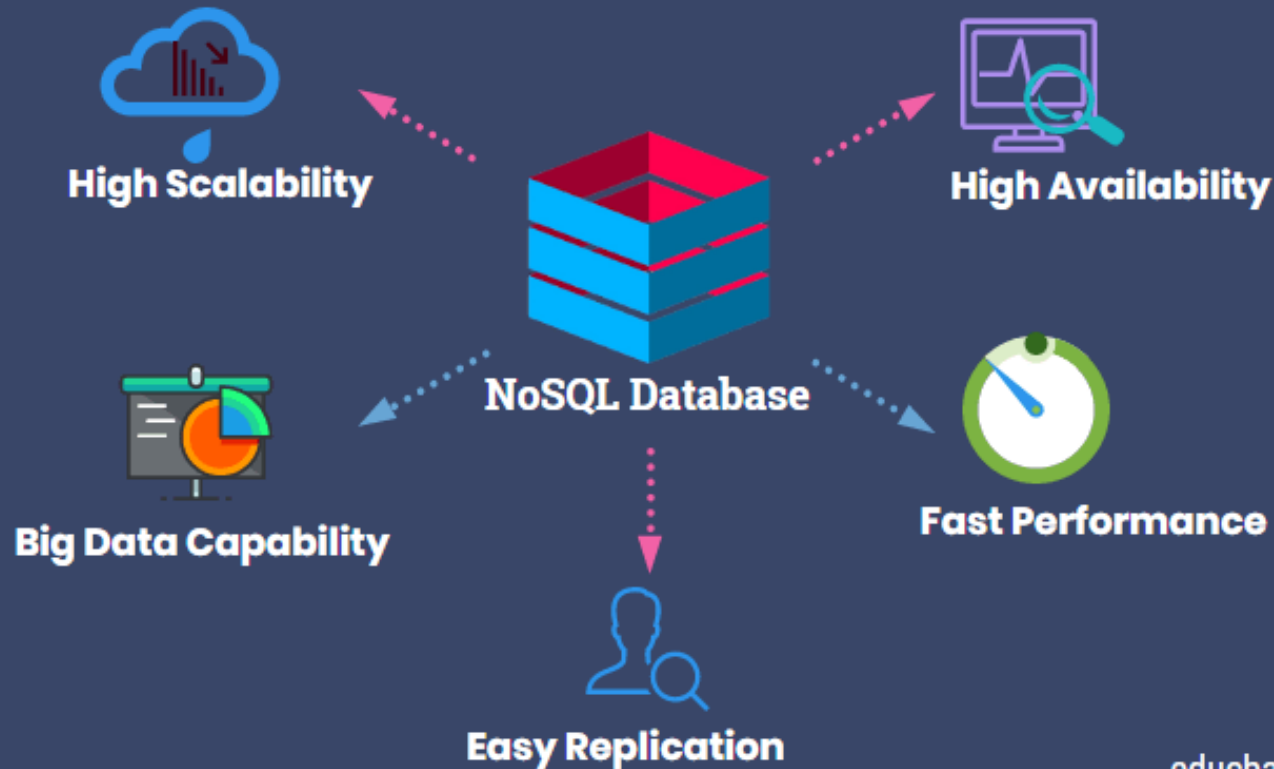 High Scalability
High Availability
NoSQL Database
Big Data Capability
Fast Performance
Easy Replication